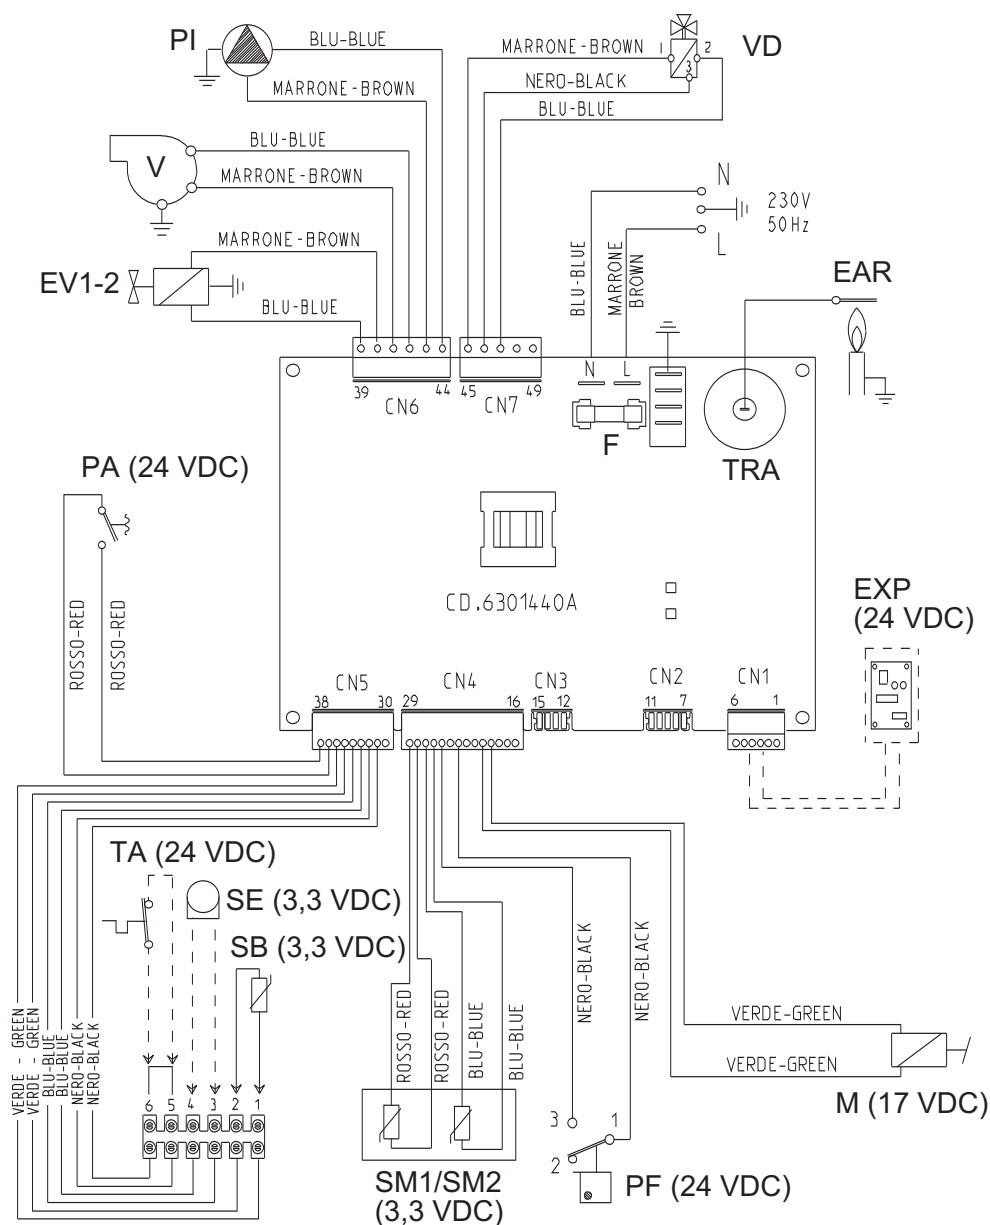 PI
BLU-BLUE
MARRONE-BROWN
VD
MARRONE-BROWN
1
2
3
NERO-BLACK
BLU-BLUE
V
BLU-BLUE
MARRONE-BROWN
N
230V
50Hz
L
MARRONE-BROWN
EV1-2
BLU-BLUE
BLU-BLUE
MARRONE
BROWN
EAR
39
44
CN6
45
49
CN7
N
L
F
TRA
PA (24 VDC)
ROSSO-RED
ROSSO-RED
CD.6301440A
EXP
(24 VDC)
CN5
38
30
CN4
29
16
CN3
15
12
CN2
11
7
CN1
6
1
TA (24 VDC)
SE (3,3 VDC)
SB (3,3 VDC)
VERDE - GREEN
VERDE - GREEN
BLU-BLUE
BLU-BLUE
NERO-BLACK
NERO-BLACK
6
5
4
3
2
1
ROSSO-RED
ROSSO-RED
BLU-BLUE
BLU-BLUE
SM1/SM2
(3,3 VDC)
NERO-BLACK
NERO-BLACK
3
1
2
PF (24 VDC)
VERDE-GREEN
VERDE-GREEN
M (17 VDC)